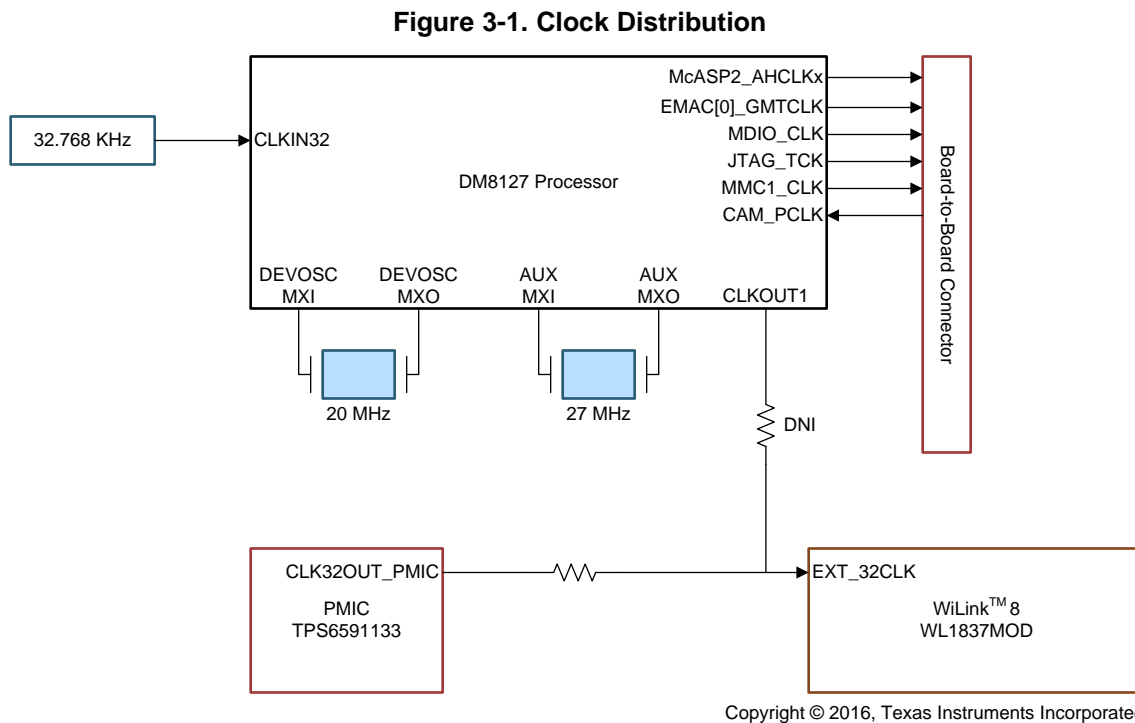 Figure 3-1. Clock Distribution
McASP2_AHCLKx
EMAC[0]_GMTCLK
MDIO_CLK
JTAG_TCK
MMC1_CLK
CAM_PCLK
32.768 KHz
CLKIN32
DM8127 Processor
Board-to-Board Connector
DEVOSC
MXI
DEVOSC
MXO
AUX
MXI
AUX
MXO
CLKOUT1
20 MHz
27 MHz
DNI
CLK32OUT_PMIC
PMIC
TPS6591133
EXT_32CLK
WiLink™ 8
WL1837MOD
Copyright © 2016, Texas Instruments Incorporate